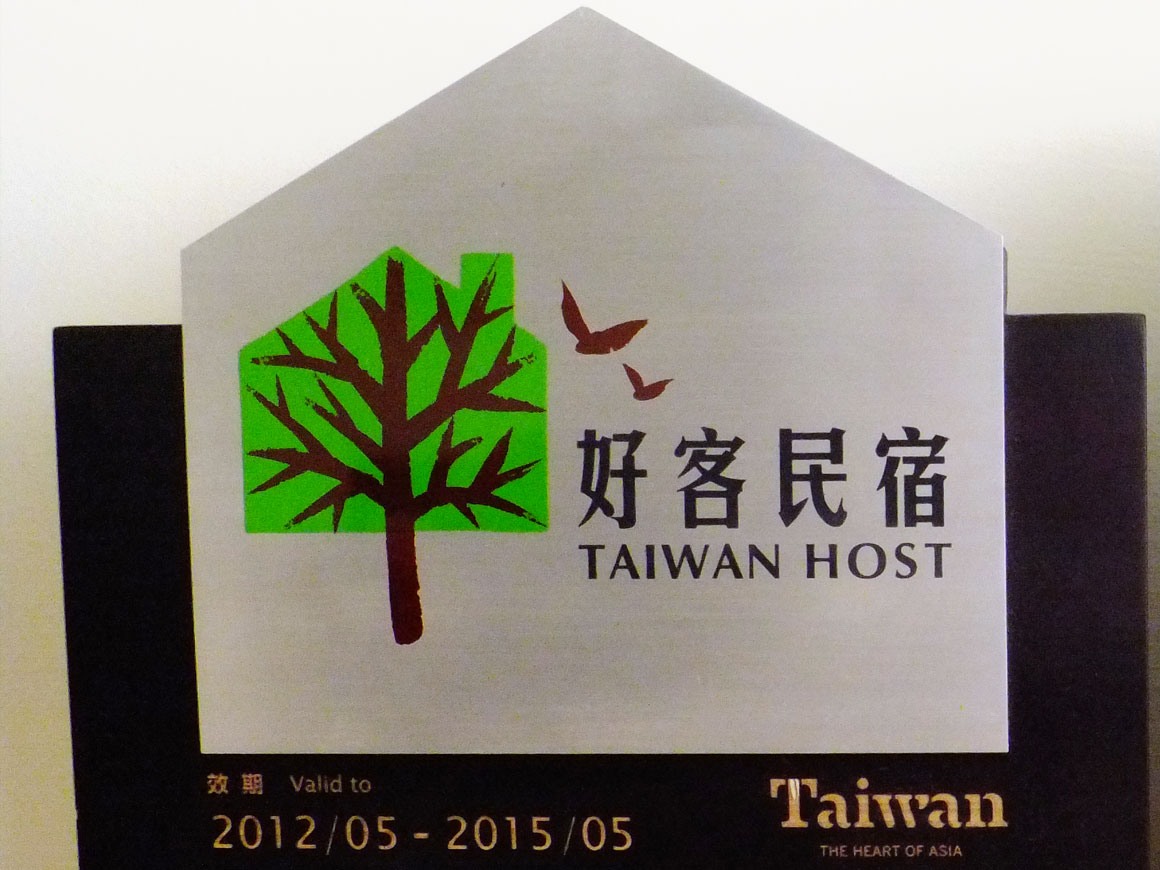 好客民宿
TAIWAN HOST
效期 Valid to
2012/05 - 2015/05
Taiwan
THE HEART OF ASIA